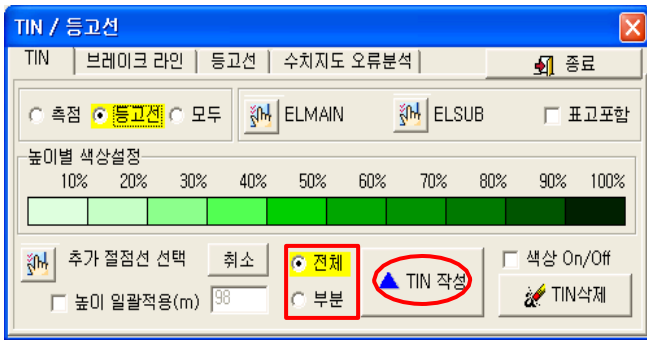 TIN / 등고선
TIN 브레이크 라인 등고선 수치지도 오류분석 종료
측점 등고선 모두 ELMAIN ELSUB 표고포함
높이별 색상설정
10% 20% 30% 40% 50% 60% 70% 80% 90% 100%
추가 절점선 선택 취소 전체 TIN 작성 색상 On/Off
높이 일괄적용(m) 98 부분 TIN삭제